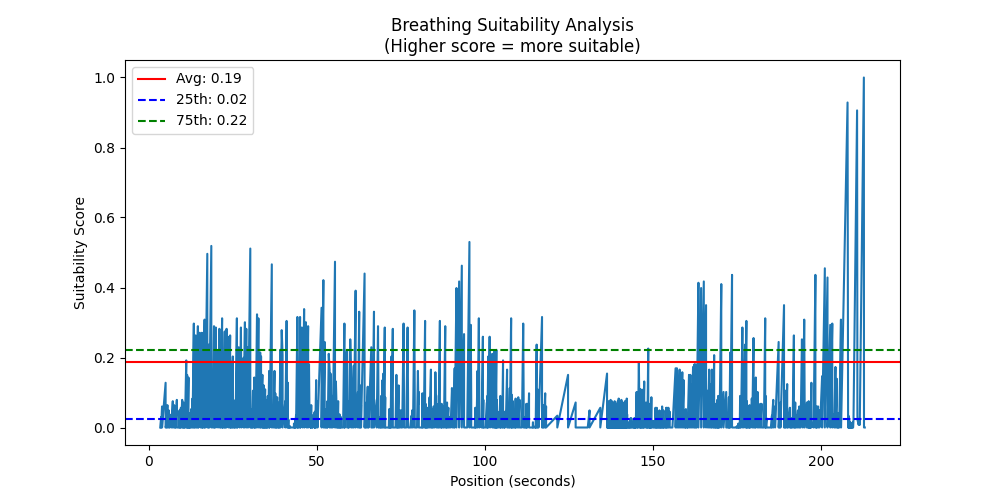 Breathing Suitability Analysis
(Higher score = more suitable)
Avg: 0.19
25th: 0.02
75th: 0.22
1.0
0.8
0.6
0.4
0.2
0.0
Suitability Score
0
50
100
150
200
Position (seconds)